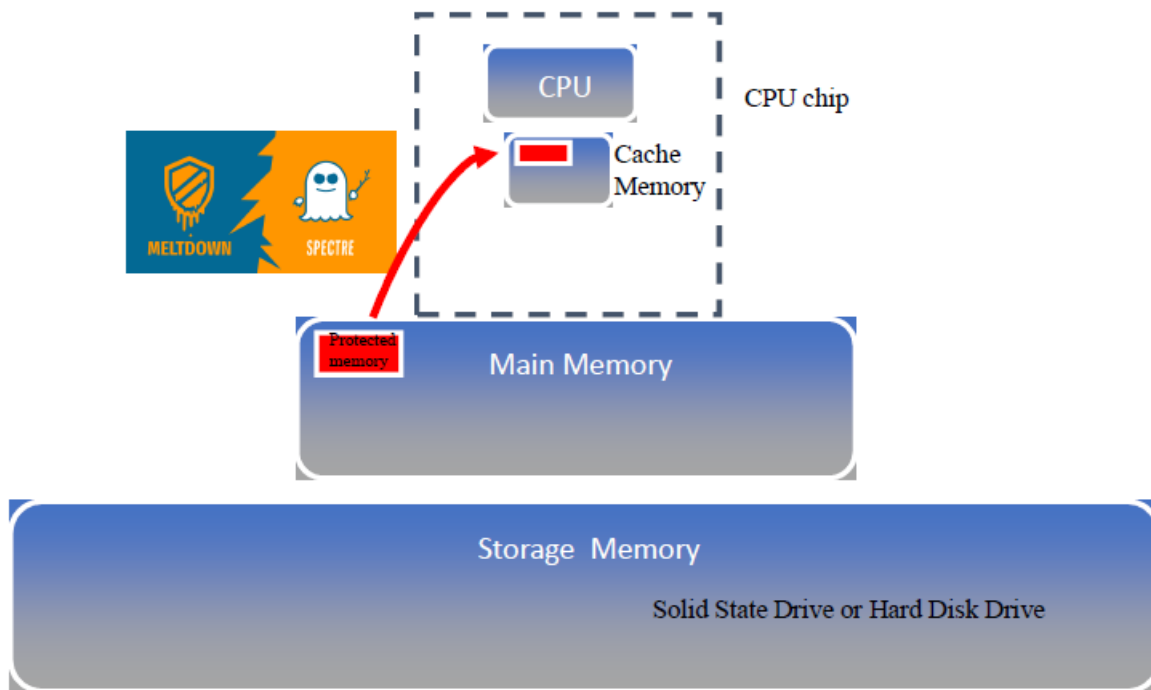 CPU
CPU chip
Cache
Memory
MELTDOWN
SPECTRE
Protected
memory
Main Memory
Storage Memory
Solid State Drive or Hard Disk Drive